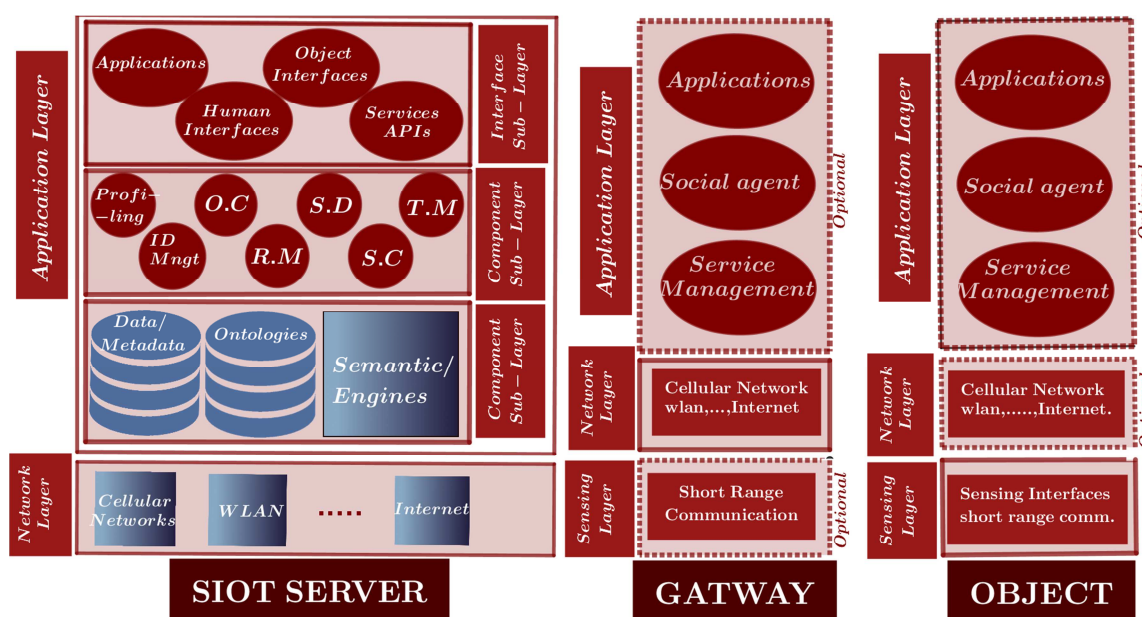 Application Layer
Applications
Object
Interfaces
Human
Interfaces
Services
APIs
Interface
Sub-Layer
Profi-
-ling
O.C
S.D
T.M
ID
Mngt
R.M
S.C
Component
Sub-Layer
Data/
Metadata
Ontologies
Semantic/
Engines
Component
Sub-Layer
Network
Layer
Cellular
Networks
WLAN
.....
Internet
SIOT SERVER
Application Layer
Applications
Social agent
Service
Management
Optional
Network
Layer
Cellular Network
wlan,...,Internet
Sensing
Layer
Short Range
Communication
Optional
GATWAY
Application Layer
Applications
Social agent
Service
Management
Network
Layer
Cellular Network
wlan,.....,Internet.
Sensing
Layer
Sensing Interfaces
short range comm.
OBJECT